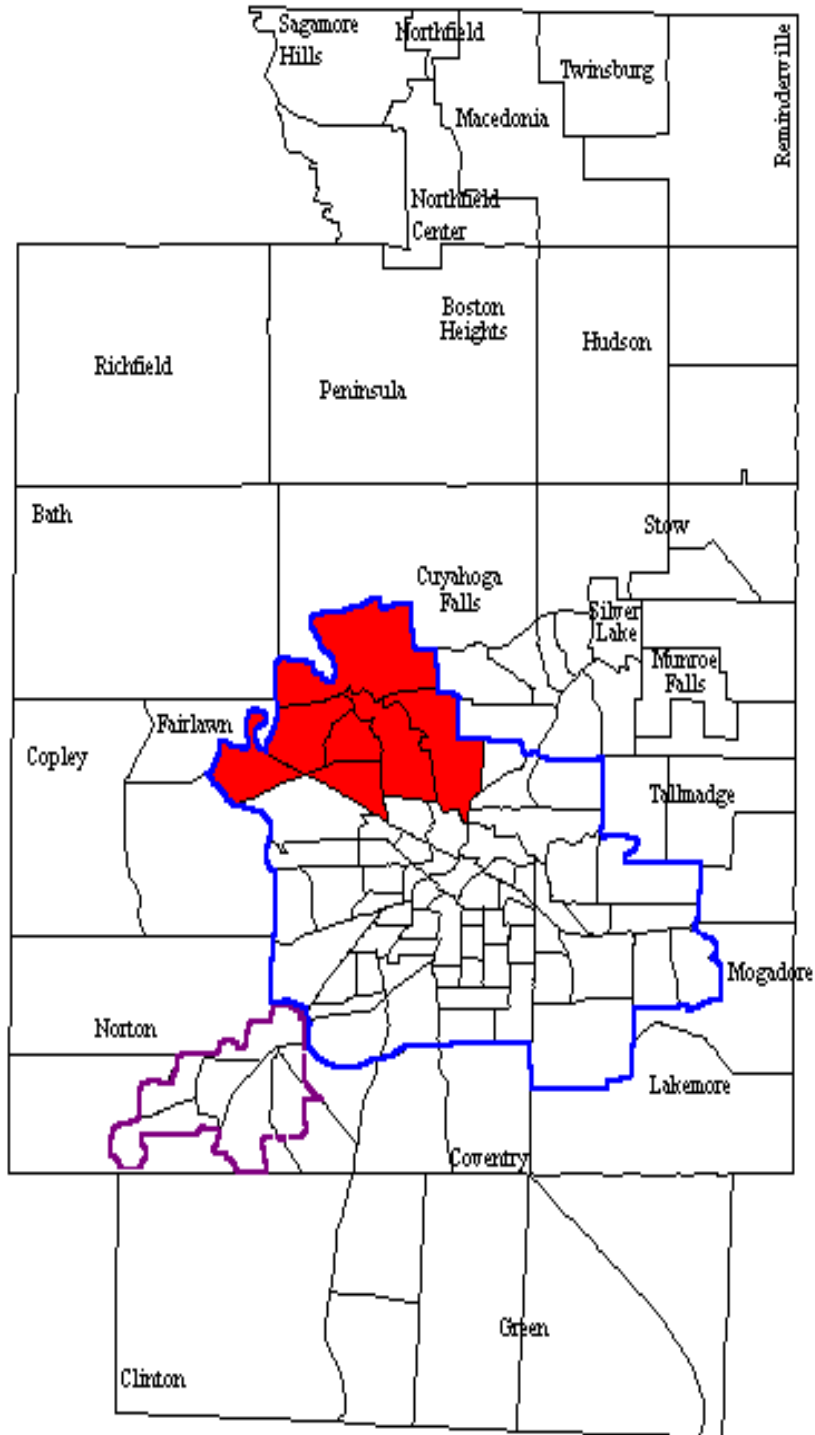 Sagamore
Hills
Northfield
Twinsburg
Reminderville
Macedonia
Northfield
Center
Boston
Heights
Hudson
Richfield
Peninsula
Bath
Stow
Cuyahoga
Falls
Silver
Lake
Munroe
Falls
Fairlawn
Copley
Tallmadge
Mogadore
Norton
Lakemore
Coventry
Green
Clinton